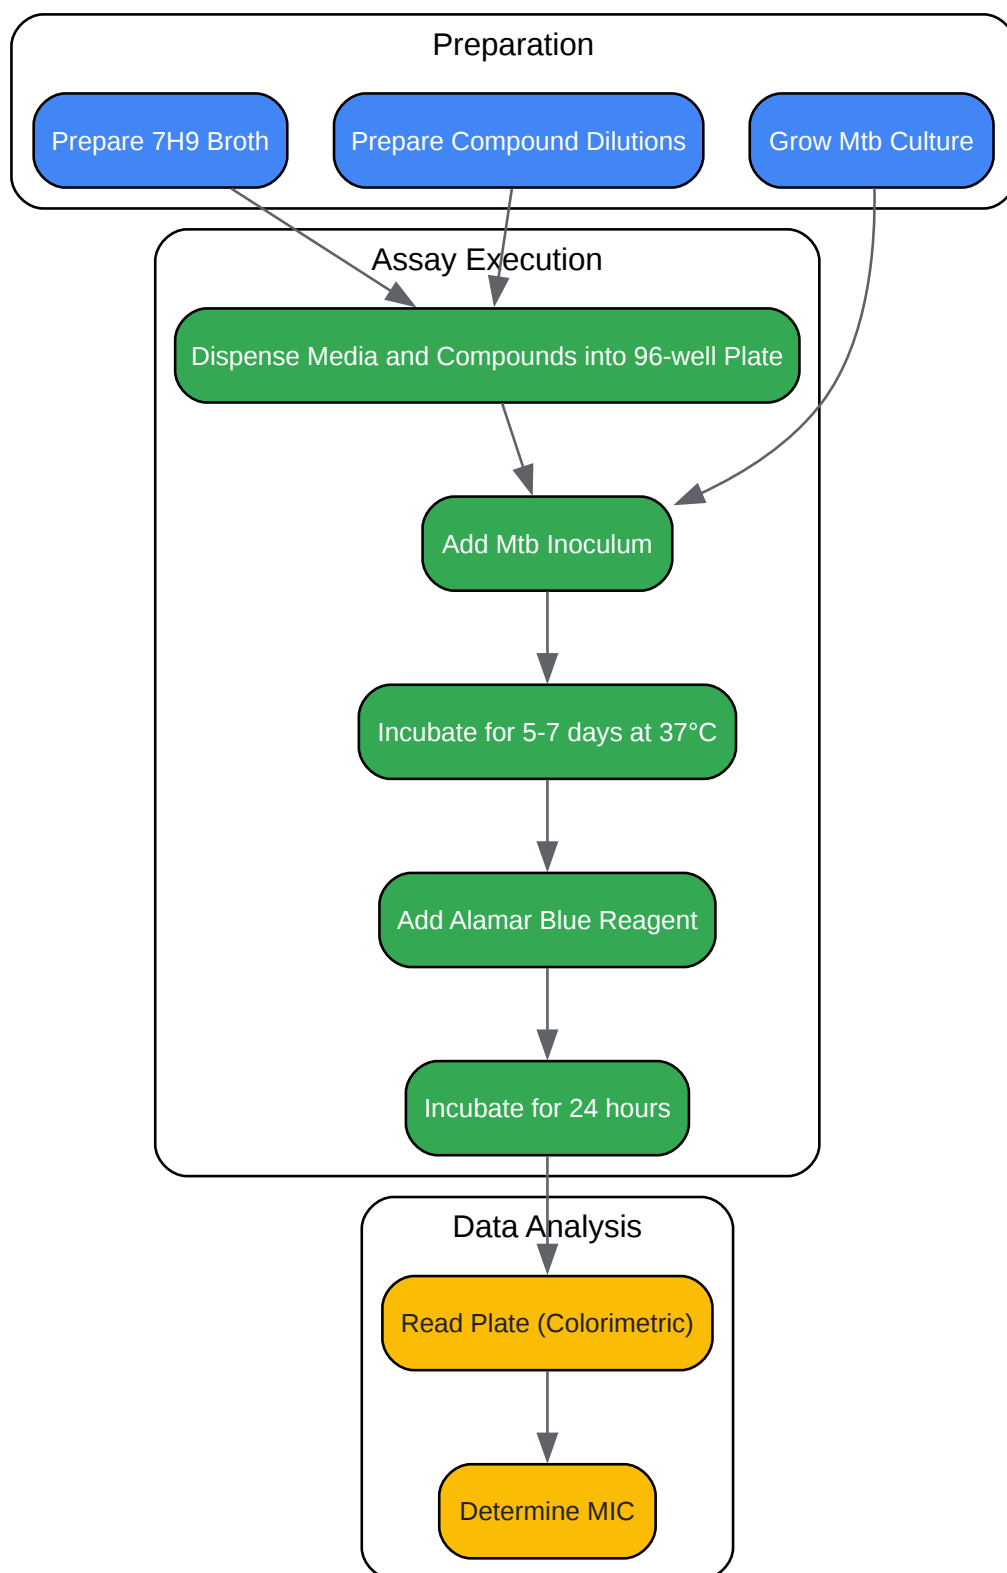 Preparation
Prepare 7H9 Broth
Prepare Compound Dilutions
Grow Mtb Culture
Assay Execution
Dispense Media and Compounds into 96-well Plate
Add Mtb Inoculum
Incubate for 5-7 days at 37°C
Add Alamar Blue Reagent
Incubate for 24 hours
Data Analysis
Read Plate (Colorimetric)
Determine MIC